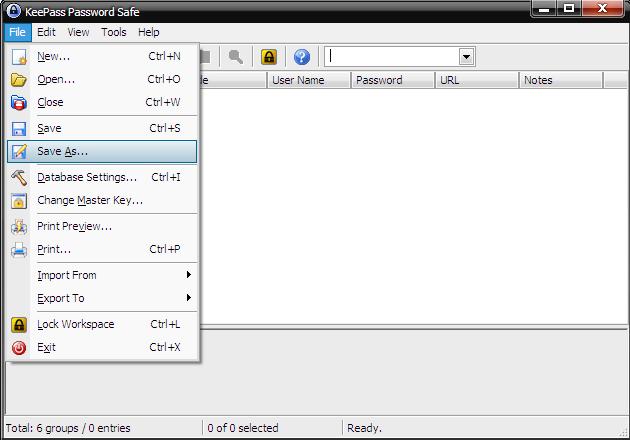 KeePass Password Safe
File Edit View Tools Help
User Name Password URL Notes
New... Ctrl+N
Open... Ctrl+O
Close Ctrl+W
Save Ctrl+S
Save As...
Database Settings... Ctrl+I
Change Master Key...
Print Preview...
Print... Ctrl+P
Import From
Export To
Lock Workspace Ctrl+L
Exit Ctrl+X
Total: 6 groups / 0 entries 0 of 0 selected Ready.